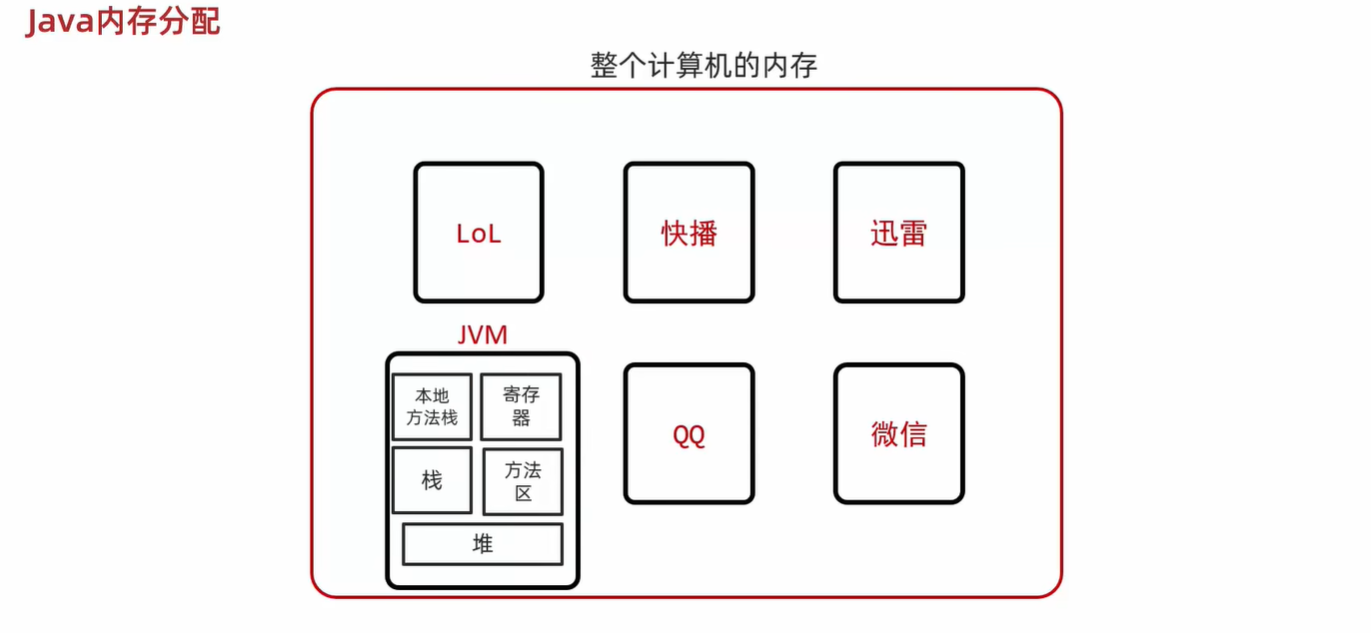 Java内存分配
整个计算机的内存
LoL
快播
迅雷
JVM
本地
方法栈
寄存
器
栈
方法
区
堆
QQ
微信